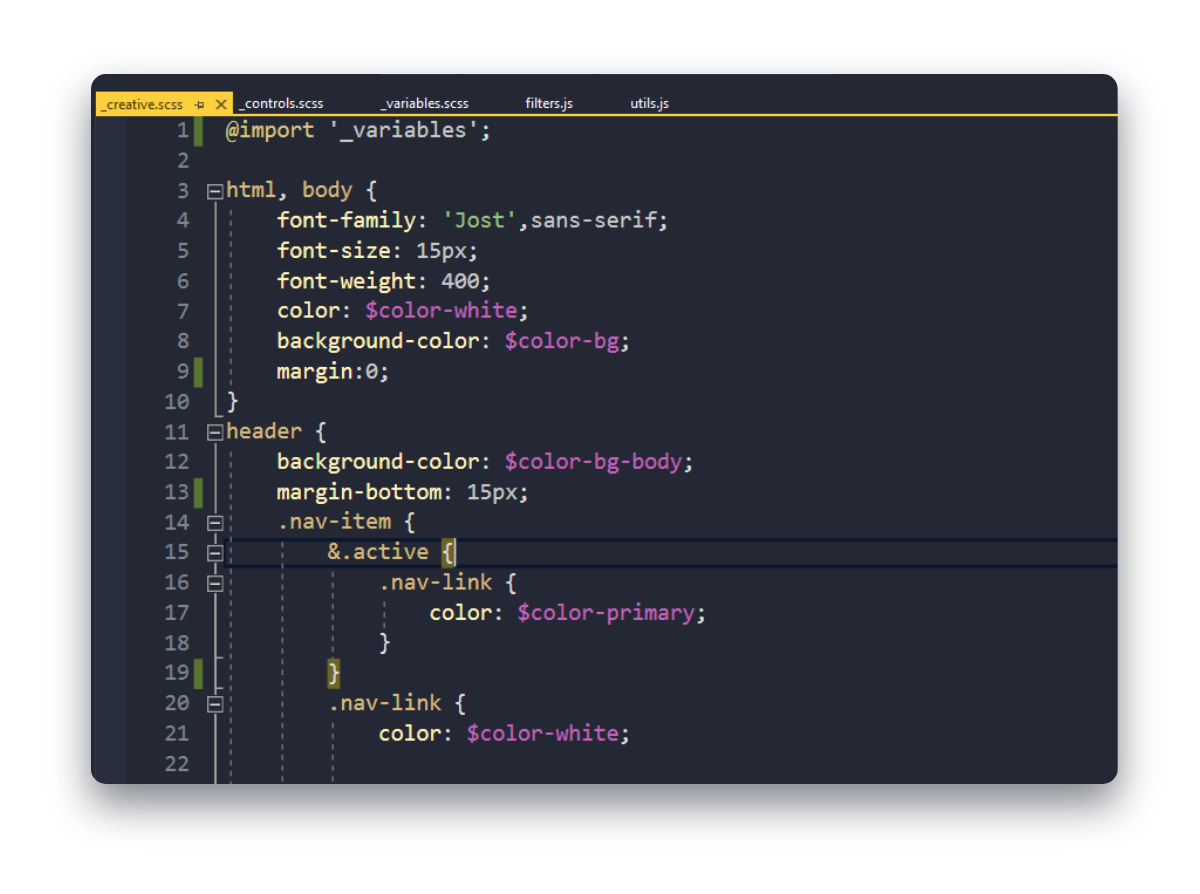 _creative.scss _controls.scss _variables.scss filters.js utils.js
1 @import '_variables';
2
3 html, body {
4 font-family: 'Jost',sans-serif;
5 font-size: 15px;
6 font-weight: 400;
7 color: $color-white;
8 background-color: $color-bg;
9 margin:0;
10 }
11 header {
12 background-color: $color-bg-body;
13 margin-bottom: 15px;
14 .nav-item {
15 &.active {
16 .nav-link {
17 color: $color-primary;
18 }
19 }
20 .nav-link {
21 color: $color-white;
22